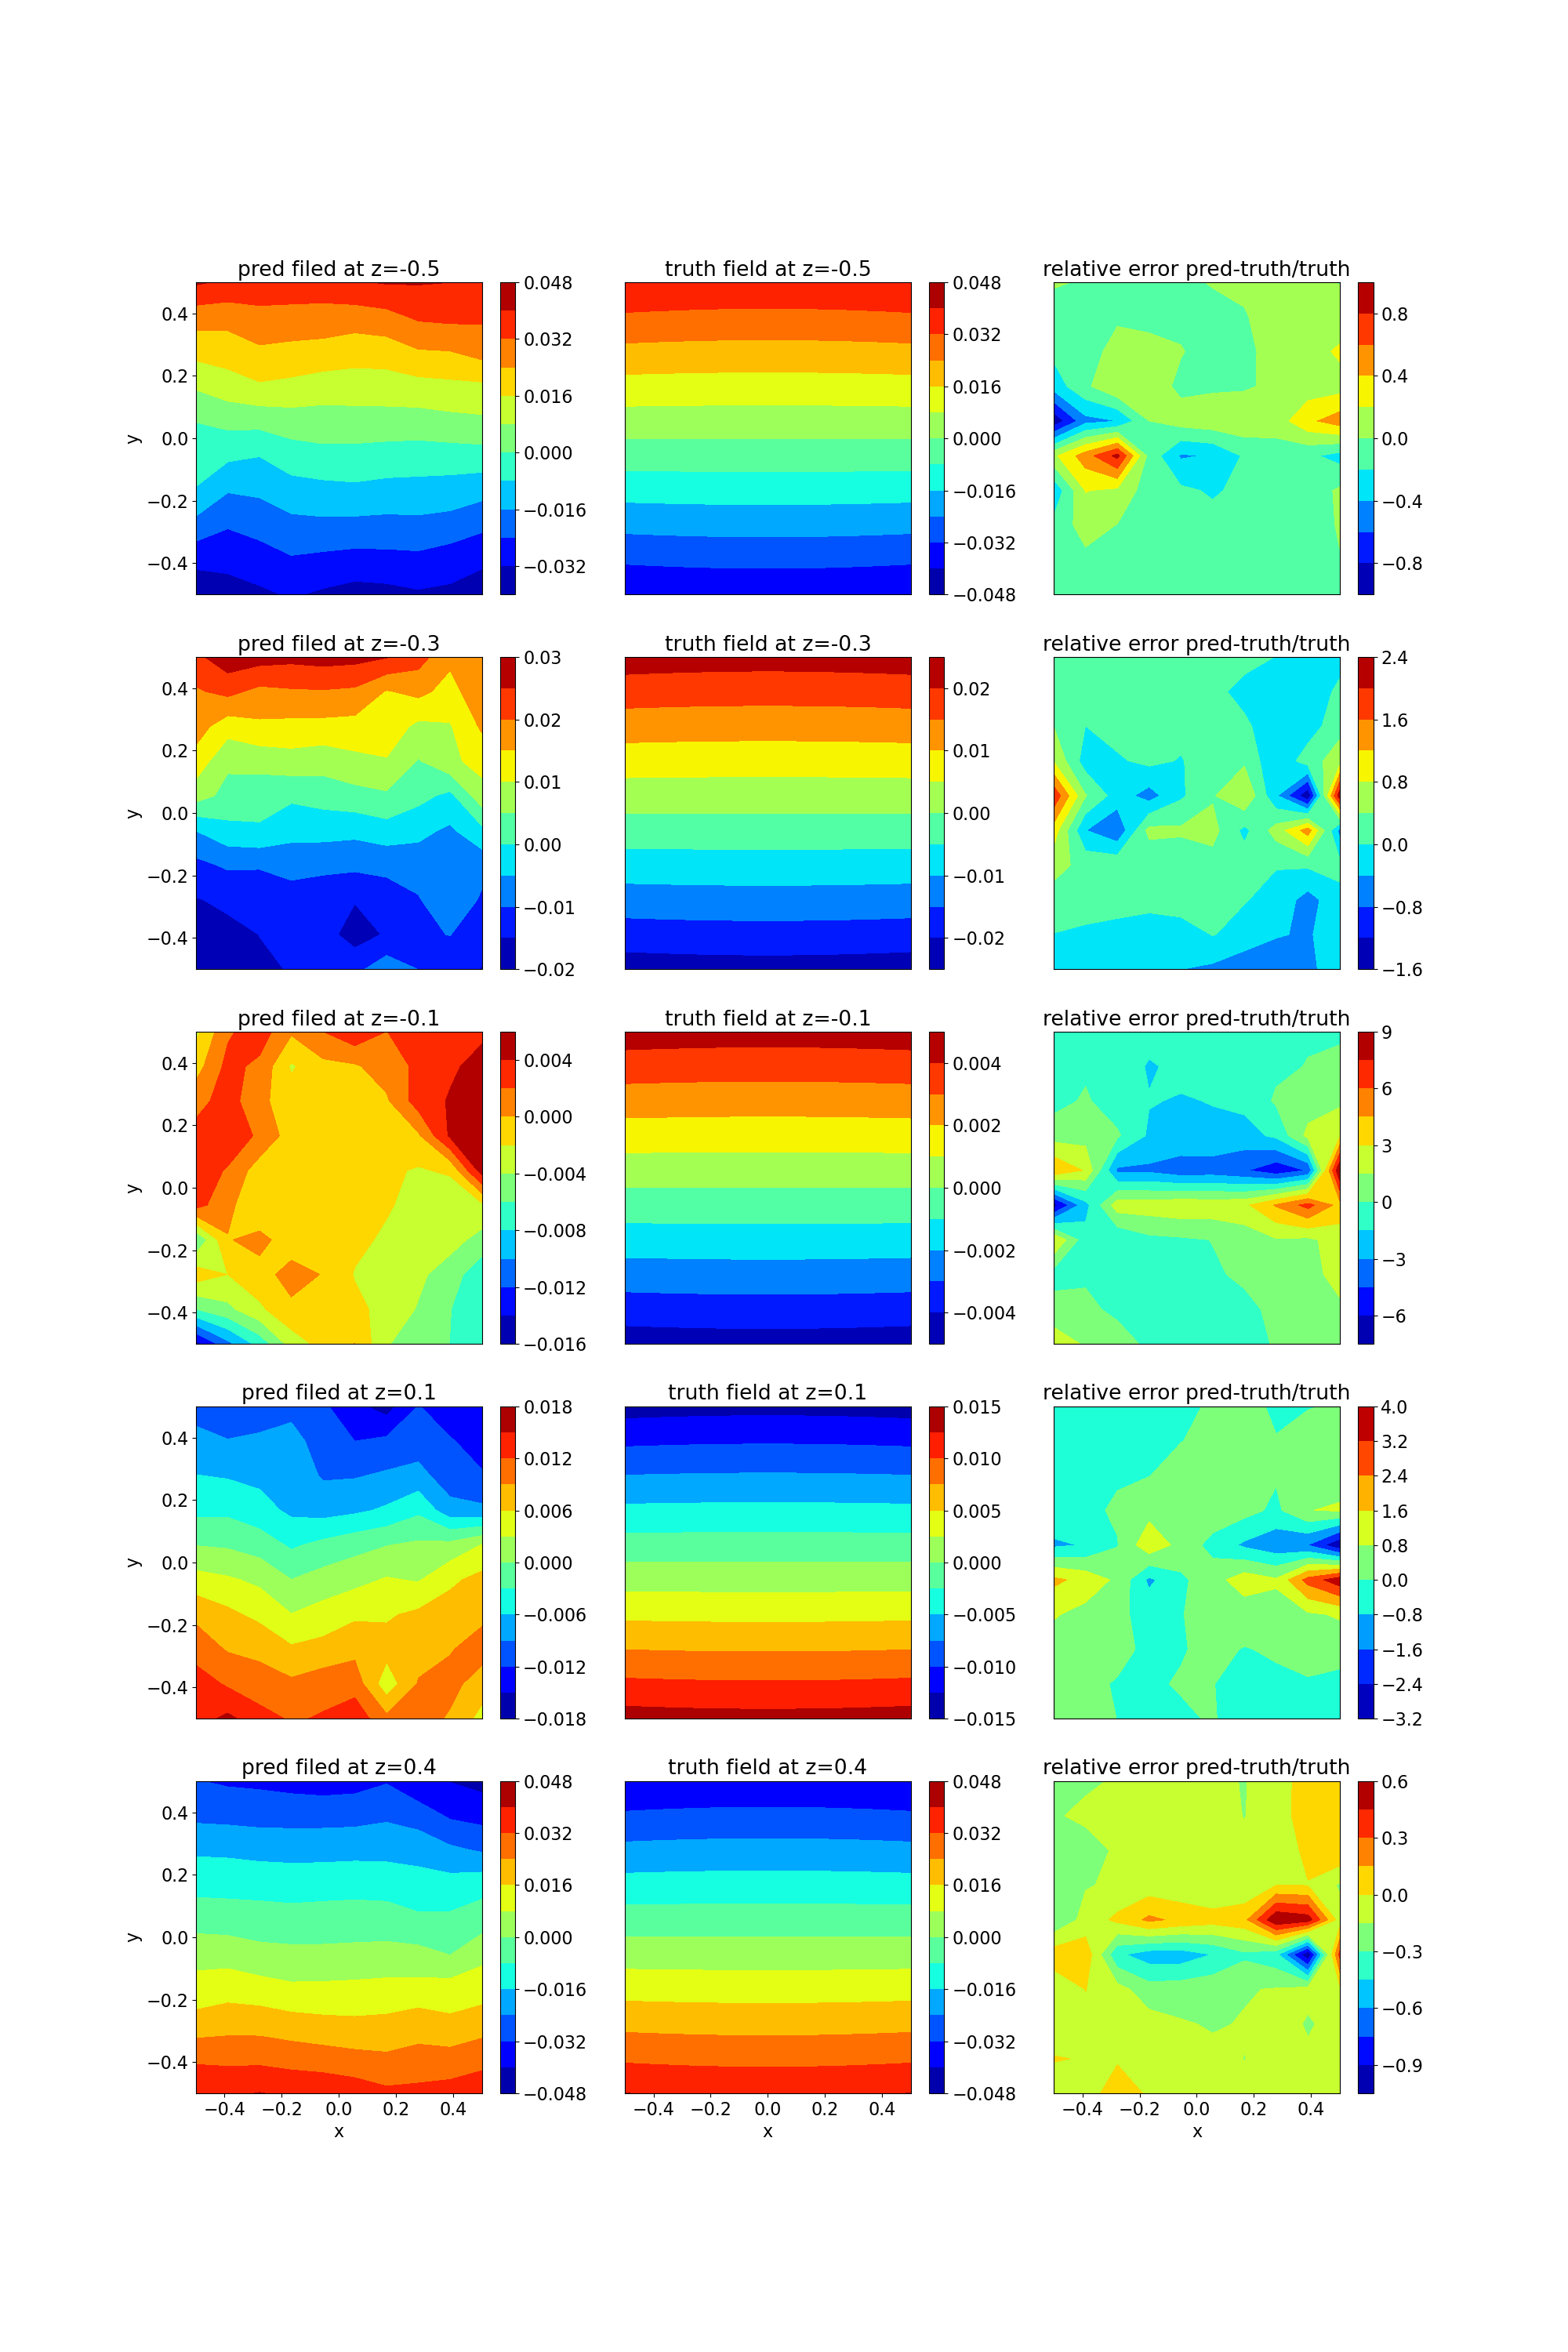 pred filed at z=-0.5 truth field at z=-0.5 relative error pred-truth/truth
0.4 0.2 0.0 −0.2 −0.4
y
0.048 0.032 0.016 0.000 −0.016 −0.032
0.048 0.032 0.016 0.000 −0.016 −0.032 −0.048
0.8 0.4 0.0 −0.4 −0.8
pred filed at z=-0.3 truth field at z=-0.3 relative error pred-truth/truth
0.4 0.2 0.0 −0.2 −0.4
y
0.03 0.02 0.01 0.00 −0.01 −0.02
0.02 0.01 0.00 −0.01 −0.02
2.4 1.6 0.8 0.0 −0.8 −1.6
pred filed at z=-0.1 truth field at z=-0.1 relative error pred-truth/truth
0.4 0.2 0.0 −0.2 −0.4
y
0.004 0.000 −0.004 −0.008 −0.012 −0.016
0.004 0.002 0.000 −0.002 −0.004
9 6 3 0 −3 −6
pred filed at z=0.1 truth field at z=0.1 relative error pred-truth/truth
0.4 0.2 0.0 −0.2 −0.4
y
0.018 0.012 0.006 0.000 −0.006 −0.012 −0.018
0.015 0.010 0.005 0.000 −0.005 −0.010 −0.015
4.0 3.2 2.4 1.6 0.8 0.0 −0.8 −1.6 −2.4 −3.2
pred filed at z=0.4 truth field at z=0.4 relative error pred-truth/truth
0.4 0.2 0.0 −0.2 −0.4
y
0.048 0.032 0.016 0.000 −0.016 −0.032 −0.048
0.048 0.032 0.016 0.000 −0.016 −0.032 −0.048
0.6 0.3 0.0 −0.3 −0.6 −0.9
−0.4 −0.2 0.0 0.2 0.4 −0.4 −0.2 0.0 0.2 0.4 −0.4 −0.2 0.0 0.2 0.4
x x x